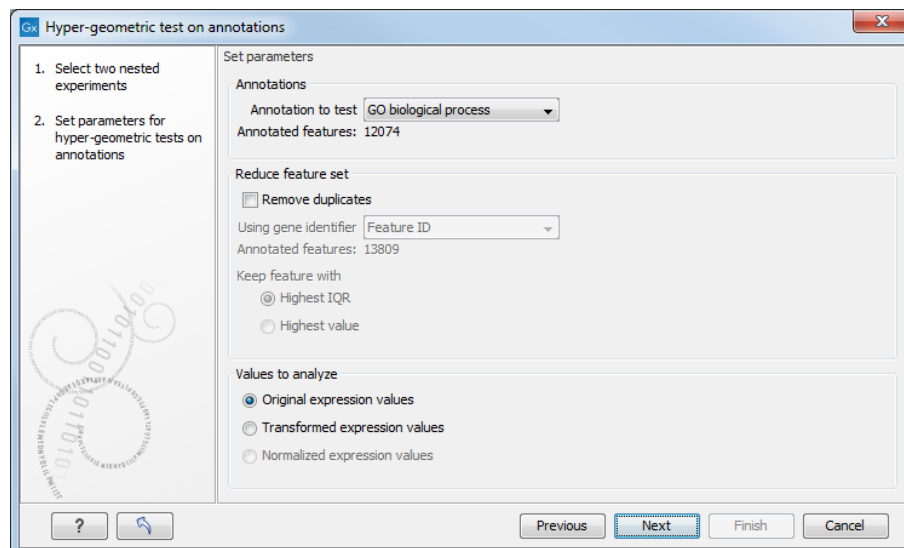 Gx Hyper-geometric test on annotations
X
1. Select two nested
experiments
2. Set parameters for
hyper-geometric tests on
annotations
Set parameters
Annotations
Annotation to test GO biological process
Annotated features: 12074
Reduce feature set
Remove duplicates
Using gene identifier Feature ID
Annotated features: 13809
Keep feature with
Highest IQR
Highest value
Values to analyze
Original expression values
Transformed expression values
Normalized expression values
? Previous Next Finish Cancel